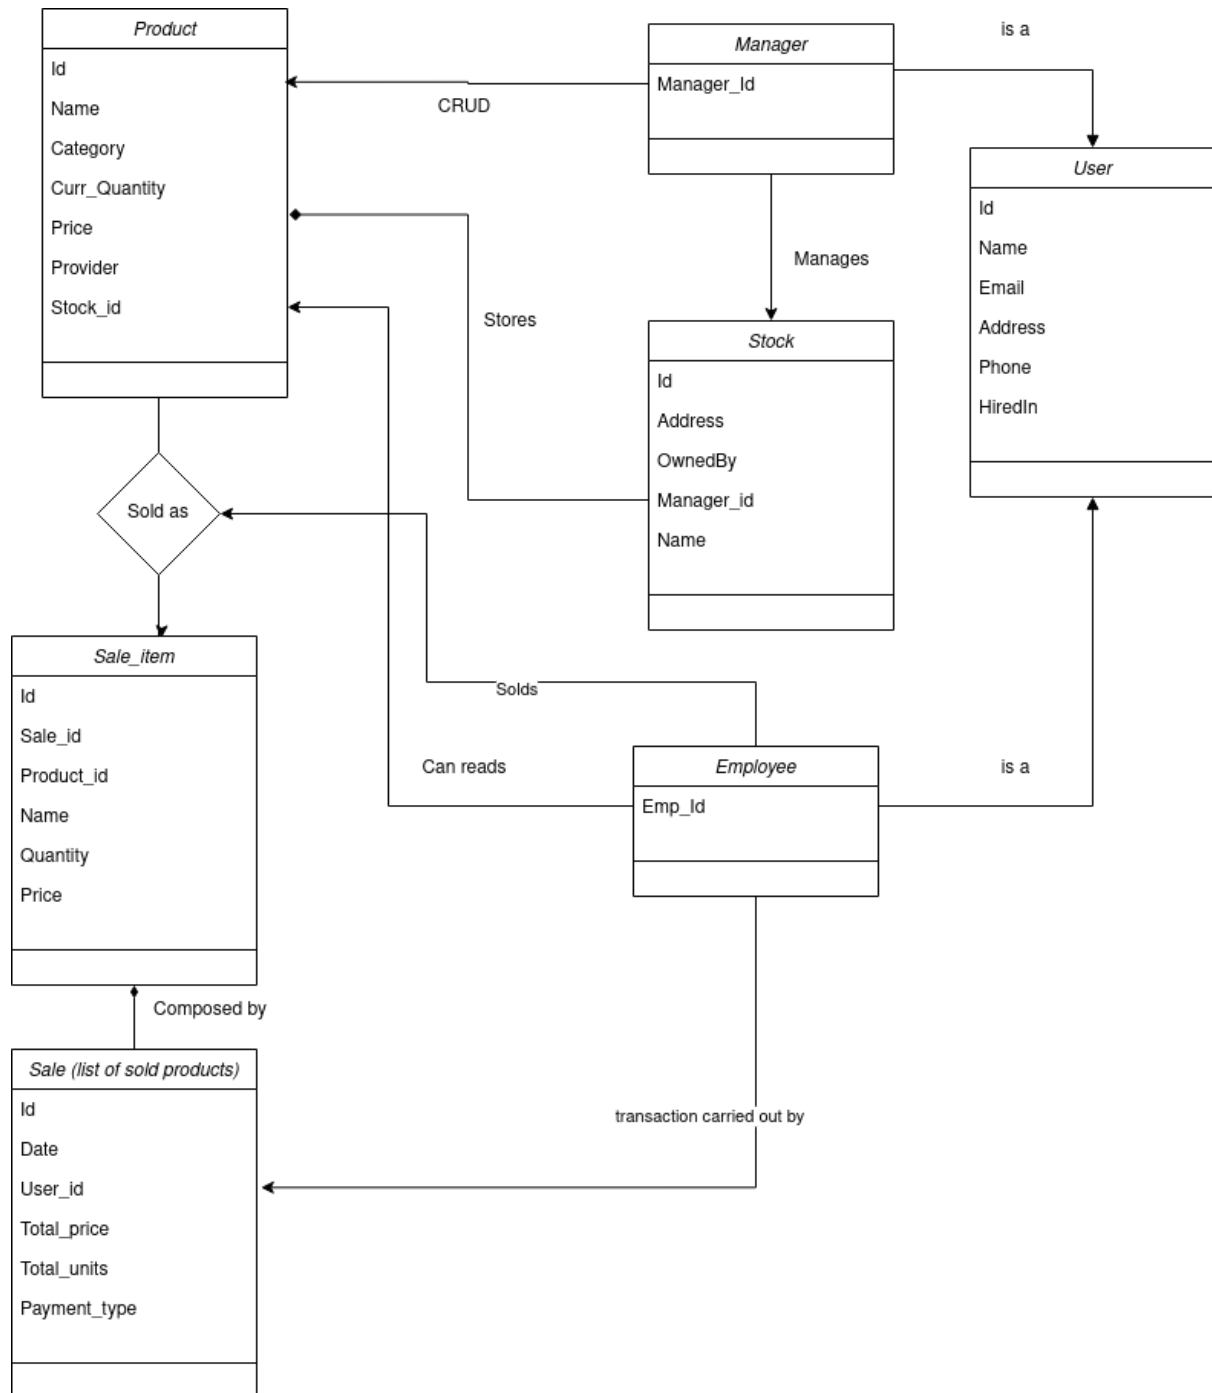 Product
Id
Name
Category
Curr_Quantity
Price
Provider
Stock_id
CRUD
Manager
Manager_Id
is a
User
Id
Name
Email
Address
Phone
HiredIn
Manages
Stores
Stock
Id
Address
OwnedBy
Manager_id
Name
Sold as
Solds
Can reads
Employee
Emp_Id
is a
Sale_item
Id
Sale_id
Product_id
Name
Quantity
Price
Composed by
Sale (list of sold products)
Id
Date
User_id
Total_price
Total_units
Payment_type
transaction carried out by